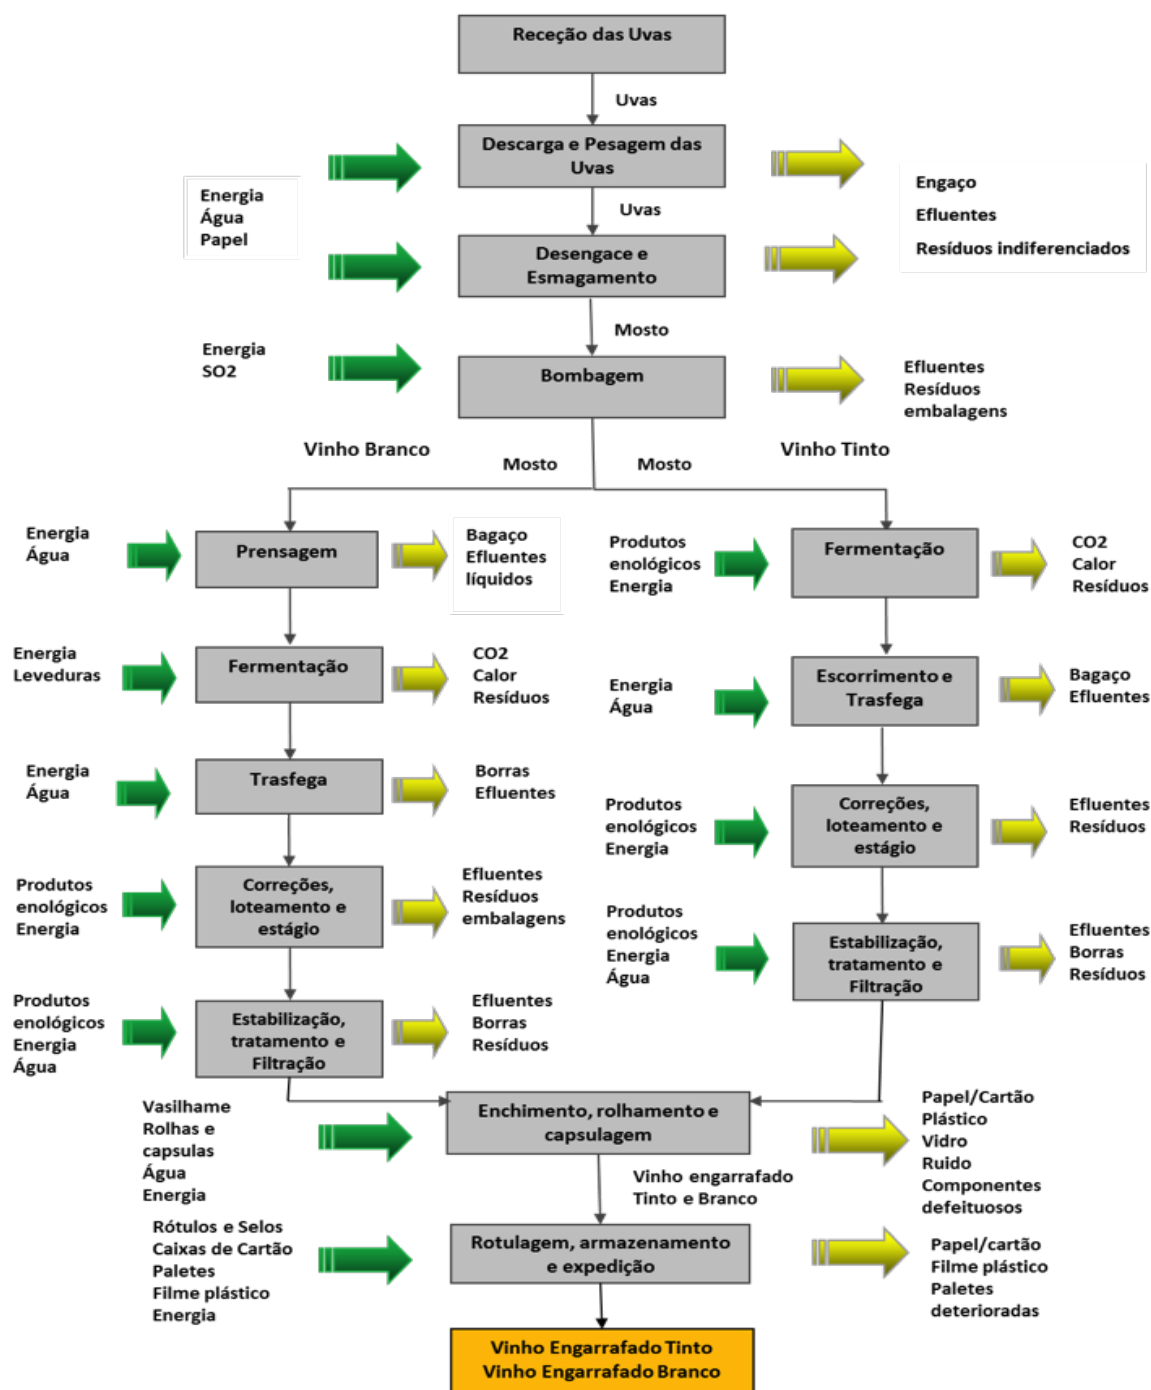 Receção das Uvas
Uvas
Descarga e Pesagem das
Uvas
Energia
Água
Papel
Engaço
Efluentes
Resíduos indiferenciados
Uvas
Desengace e
Esmagamento
Mosto
Energia
SO2
Bombagem
Efluentes
Resíduos
embalagens
Vinho Branco
Mosto
Mosto
Vinho Tinto
Energia
Água
Prensagem
Bagaço
Efluentes
líquidos
Produtos
enológicos
Energia
Fermentação
CO2
Calor
Resíduos
Energia
Leveduras
Fermentação
CO2
Calor
Resíduos
Energia
Água
Escorrimento e
Trasfega
Bagaço
Efluentes
Energia
Água
Trasfega
Borras
Efluentes
Produtos
enológicos
Energia
Correções,
loteamento e
estágio
Efluentes
Resíduos
Produtos
enológicos
Energia
Correções,
loteamento e
estágio
Efluentes
Resíduos
embalagens
Produtos
enológicos
Energia
Água
Estabilização,
tratamento e
Filtração
Efluentes
Borras
Resíduos
Produtos
enológicos
Energia
Água
Estabilização,
tratamento e
Filtração
Efluentes
Borras
Resíduos
Vasilhame
Rolhas e
capsulas
Água
Energia
Enchimento, rolhamento e
capsulagem
Papel/Cartão
Plástico
Vidro
Ruido
Componentes
defeituosos
Vinho engarrafado
Tinto e Branco
Rótulos e Selos
Caixas de Cartão
Paletes
Filme plástico
Energia
Rotulagem, armazenamento
e expedição
Papel/cartão
Filme plástico
Paletes
deterioradas
Vinho Engarrafado Tinto
Vinho Engarrafado Branco